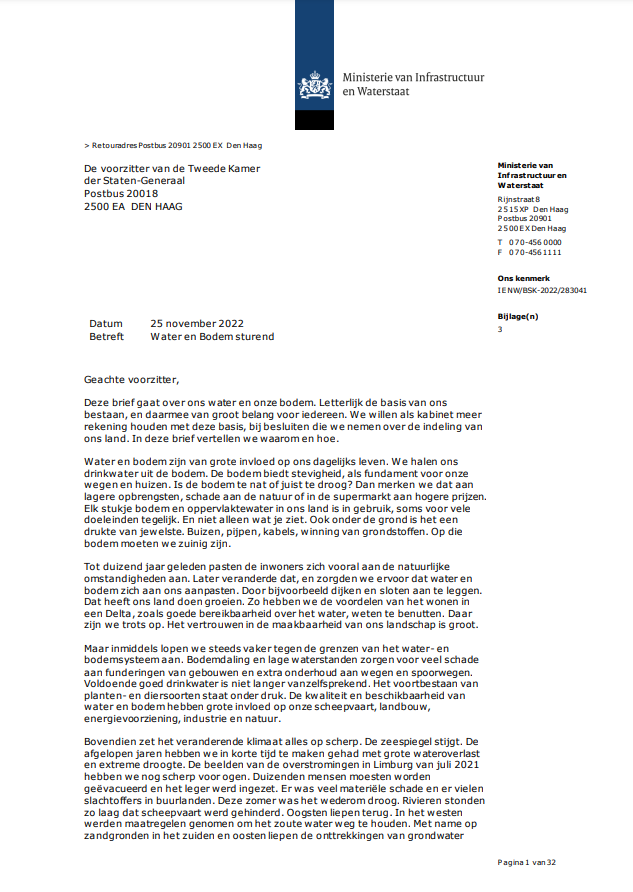 Ministerie van Infrastructuur
en Waterstaat
> Retouradres Postbus 20901 2500 EX Den Haag
De voorzitter van de Tweede Kamer
der Staten-Generaal
Postbus 20018
2500 EA DEN HAAG
Ministerie van
Infrastructuur en
Waterstaat
Rijnstraat 8
2515 XP Den Haag
Postbus 20901
2500 EX Den Haag
T 070-456 0000
F 070-456 1111
Ons kenmerk
IENW/BSK-2022/283041
Bijlage(n)
3
Datum 25 november 2022
Betreft Water en Bodem sturend
Geachte voorzitter,
Deze brief gaat over ons water en onze bodem. Letterlijk de basis van ons
bestaan, en daarmee van groot belang voor iedereen. We willen als kabinet meer
rekening houden met deze basis, bij besluiten die we nemen over de indeling van
ons land. In deze brief vertellen we waarom en hoe.
Water en bodem zijn van grote invloed op ons dagelijks leven. We halen ons
drinkwater uit de bodem. De bodem biedt stevigheid, als fundament voor onze
wegen en huizen. Is de bodem te nat of juist te droog? Dan merken we dat aan
lagere opbrengsten, schade aan de natuur of in de supermarkt aan hogere prijzen.
Elk stukje bodem en oppervlaktewater in ons land is in gebruik, soms voor vele
doeleinden tegelijk. En niet alleen wat je ziet. Ook onder de grond is het een
drukte van jewelste. Buizen, pijpen, kabels, winning van grondstoffen. Op die
bodem moeten we zuinig zijn.
Tot duizend jaar geleden pasten de inwoners zich vooral aan de natuurlijke
omstandigheden aan. Later veranderde dat, en zorgden we ervoor dat water en
bodem zich aan ons aanpasten. Door bijvoorbeeld dijken en sloten aan te leggen.
Dat heeft ons land doen groeien. Zo hebben we de voordelen van het wonen in
een Delta, zoals goede bereikbaarheid over het water, weten te benutten. Daar
zijn we trots op. Het vertrouwen in de maakbaarheid van ons landschap is groot.
Maar inmiddels lopen we steeds vaker tegen de grenzen van het water- en
bodemsysteem aan. Bodemdaling en lage waterstanden zorgen voor veel schade
aan funderingen van gebouwen en extra onderhoud aan wegen en spoorwegen.
Voldoende goed drinkwater is niet langer vanzelfsprekend. Het voortbestaan van
planten- en diersoorten staat onder druk. De kwaliteit en beschikbaarheid van
water en bodem hebben grote invloed op onze scheepvaart, landbouw,
energievoorziening, industrie en natuur.
Bovendien zet het veranderende klimaat alles op scherp. De zeespiegel stijgt. De
afgelopen jaren hebben we in korte tijd te maken gehad met grote wateroverlast
en extreme droogte. De beelden van de overstromingen in Limburg van juli 2021
hebben we nog scherp voor ogen. Duizenden mensen moesten worden
geëvacueerd en het leger werd ingezet. Er was veel materiële schade en er vielen
slachtoffers in buurlanden. Deze zomer was het wederom droog. Rivieren stonden
zo laag dat scheepvaart werd gehinderd. Oogsten liepen terug. In het westen
werden maatregelen genomen om het zoute water weg te houden. Met name op
zandgronden in het zuiden en oosten liepen de onttrekkingen van grondwater
Pagina 1 van 32